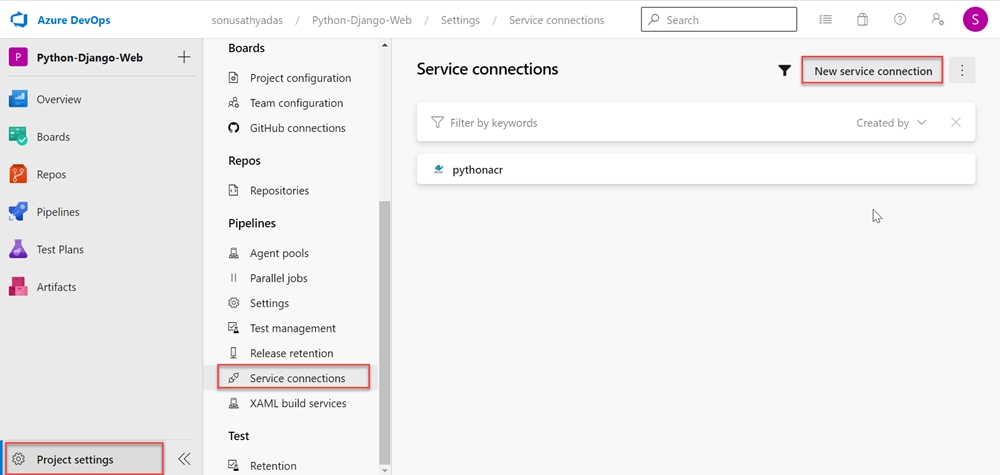 Azure DevOps
sonusathyadas / Python-Django-Web / Settings / Service connections
Search
S
P Python-Django-Web
Overview
Boards
Repos
Pipelines
Test Plans
Artifacts
Project settings
Boards
Project configuration
Team configuration
GitHub connections
Repos
Repositories
Pipelines
Agent pools
Parallel jobs
Settings
Test management
Release retention
Service connections
XAML build services
Test
Retention
Service connections
New service connection
Filter by keywords
Created by
pythonacr